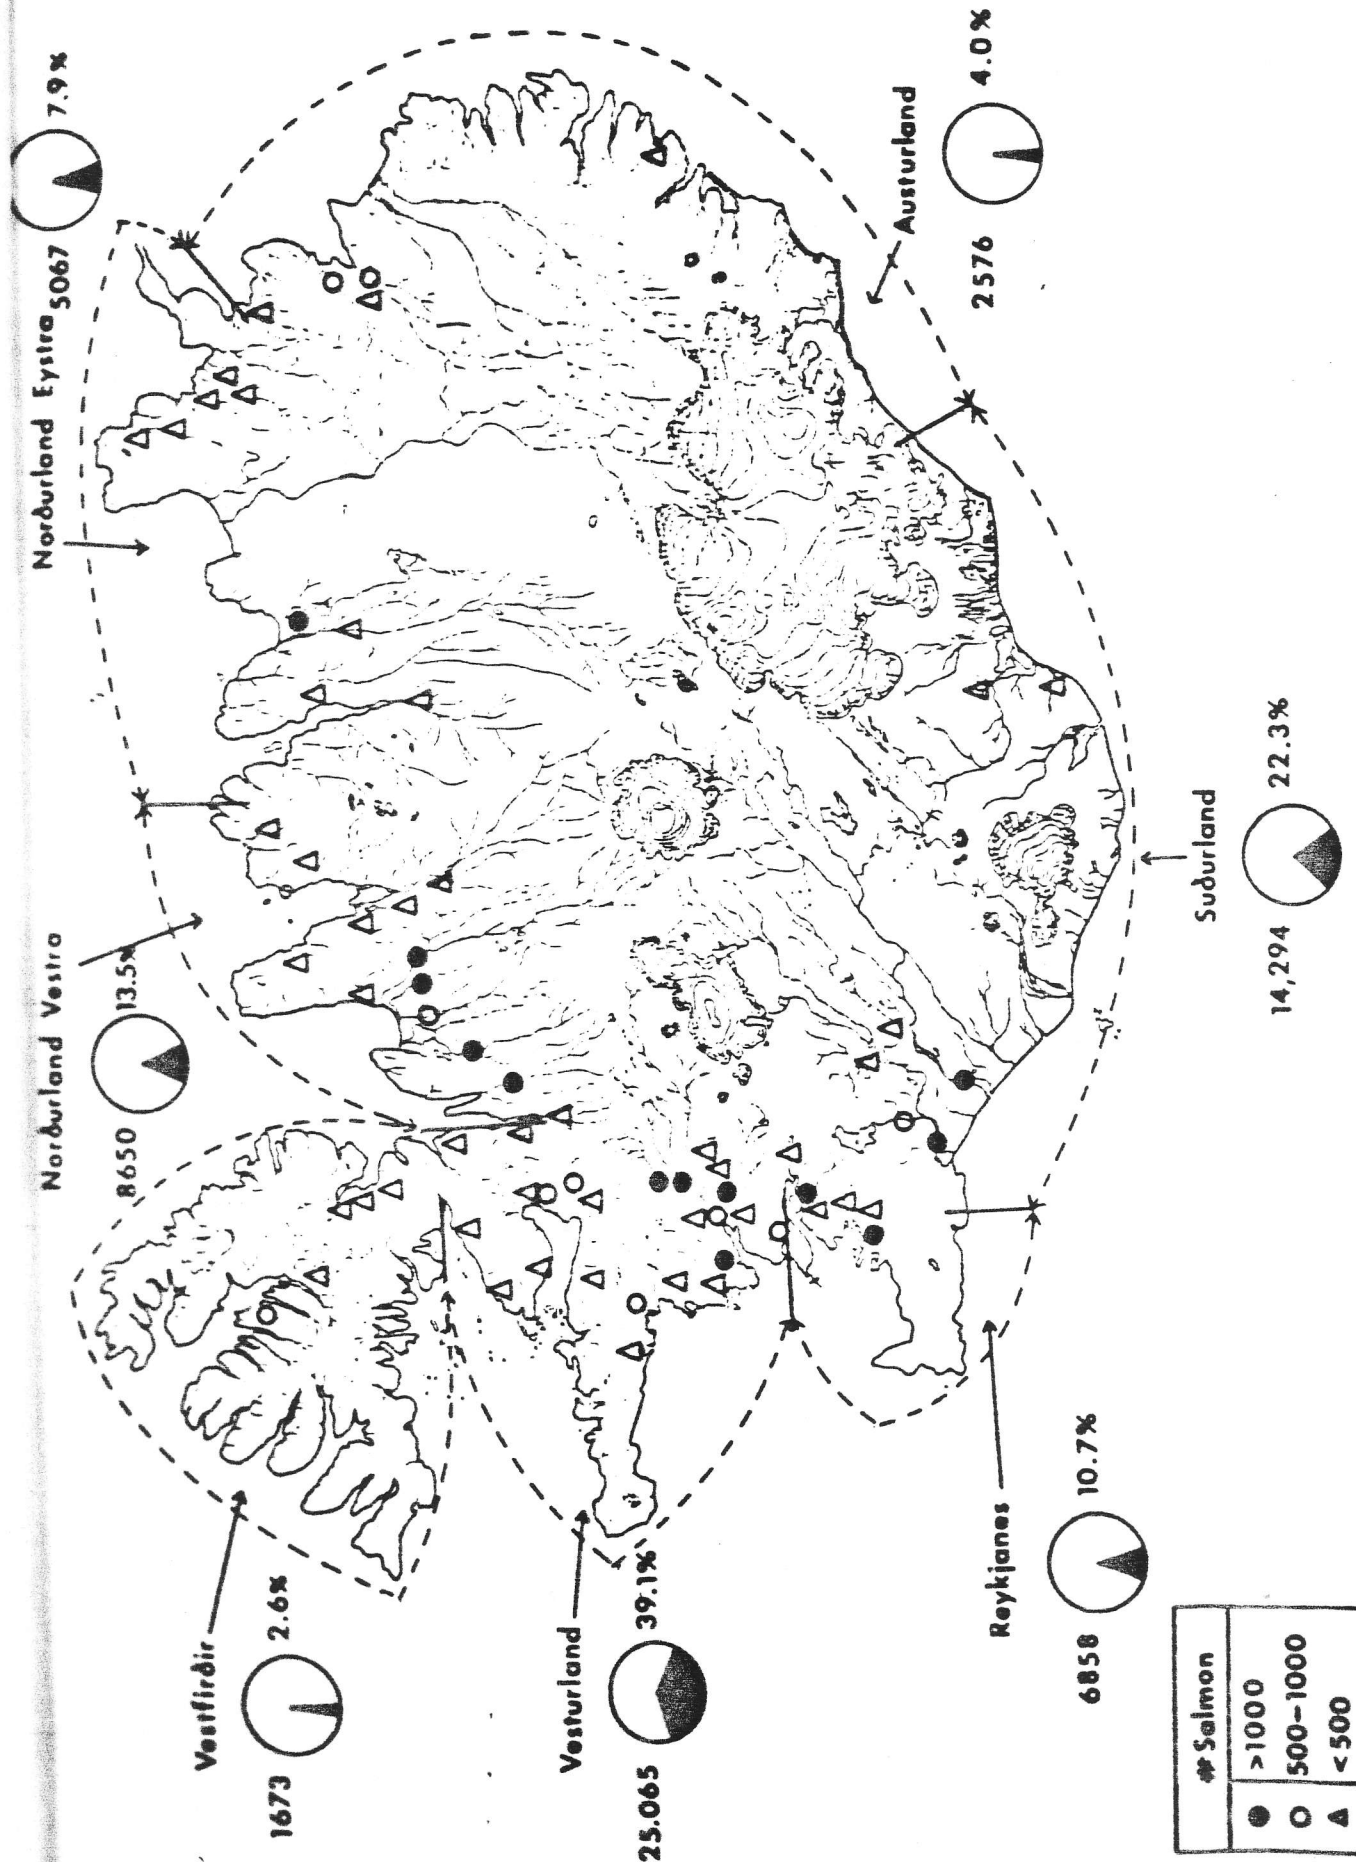 Nordurland Eystra
5067 7.9%
Nordurland Vestra
8650 13.5%
Vestfirdir
1673 2.6%
Vesturland
25.065 39.1%
Reykjanes
6858 10.7%
Sudurland
14,294 22.3%
Austurland
2576 4.0%
# Salmon
>1000
500-1000
<500